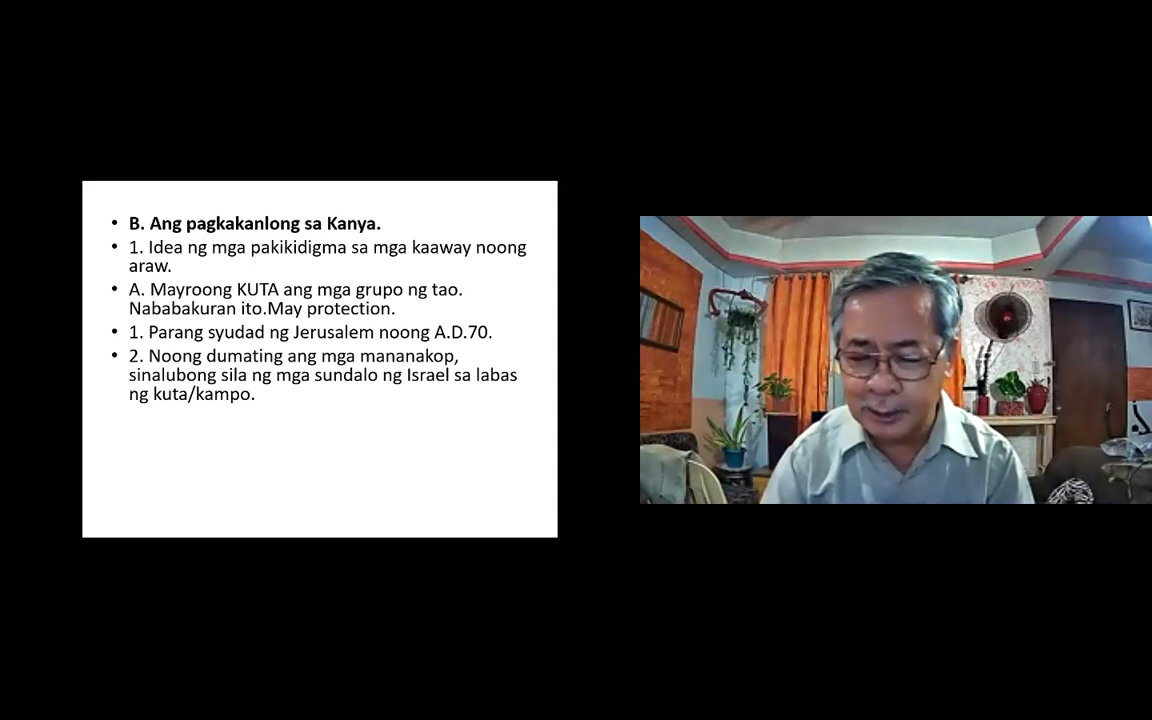 • B. Ang pagkakanlong sa Kanya.
• 1. Idea ng mga pakikidigma sa mga kaaway noong
araw.
• A. Mayroong KUTA ang mga grupo ng tao.
Nababakuran ito.May protection.
• 1. Parang syudad ng Jerusalem noong A.D.70.
• 2. Noong dumating ang mga mananakop,
sinalubong sila ng mga sundalo ng Israel sa labas
ng kuta/kampo.